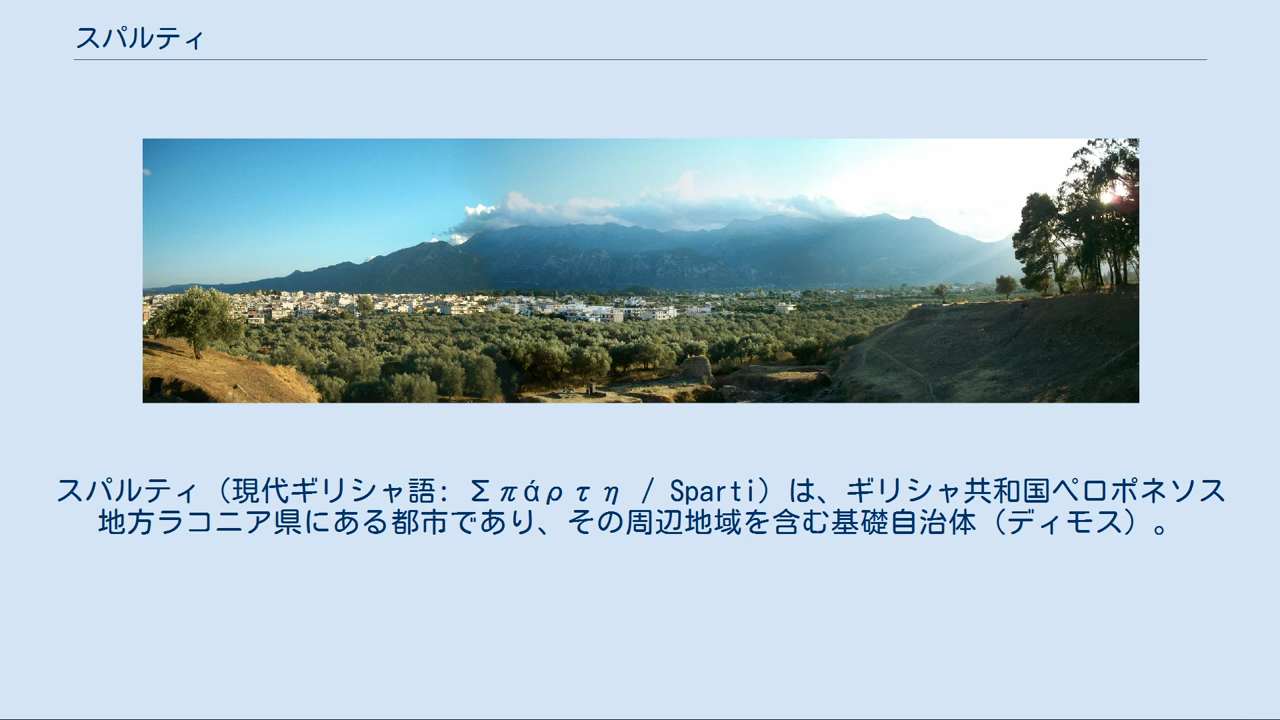 スパルティ
スパルティ（現代ギリシャ語: Σπάρτη / Sparti）は、ギリシャ共和国ペロポネソス
地方ラコニア県にある都市であり、その周辺地域を含む基礎自治体（ディモス）。